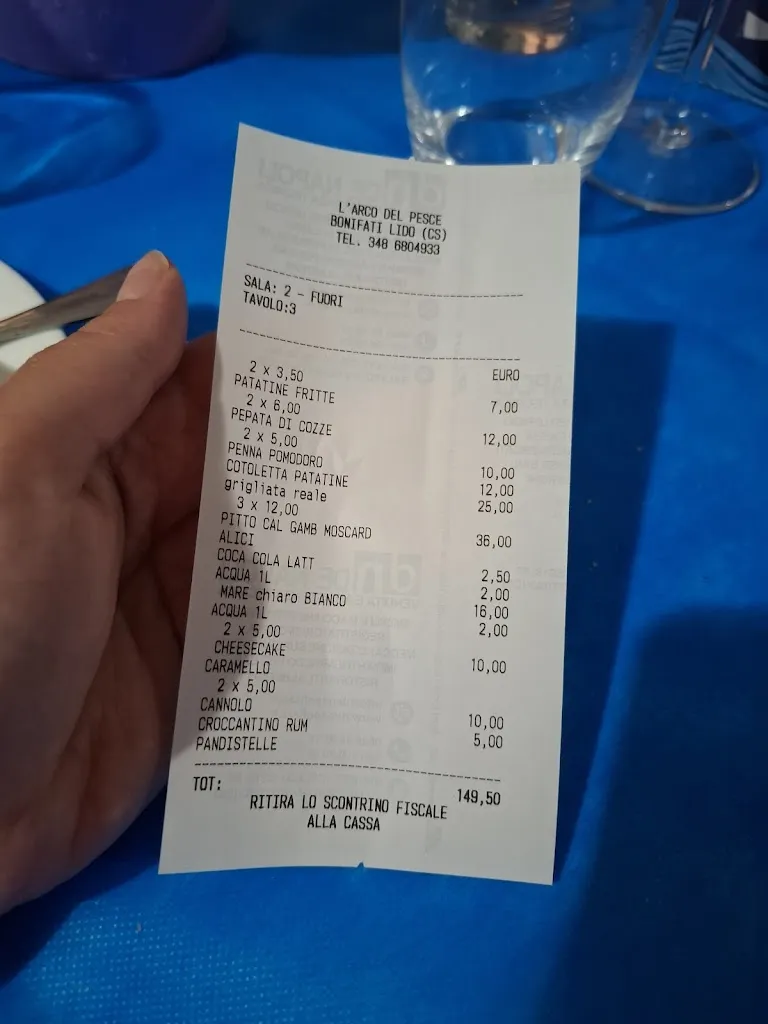 L'ARCO DEL PESCE
BONIFATI LIDO (CS)
TEL. 348 6804933
SALA: 2 - FUORI
TAVOLO:3
EURO
2 x 3,50
PATATINE FRITTE 7,00
2 x 6,00
PEPATA DI COZZE 12,00
2 x 5,00
PENNA POMODORO 10,00
COTOLETTA PATATINE 12,00
grigliata reale 25,00
3 x 12,00
PITTO CAL GAMB MOSCARD 36,00
ALICI
COCA COLA LATT 2,50
ACQUA 1L 2,00
MARE chiaro BIANCO 16,00
ACQUA 1L 2,00
2 x 5,00
CHEESECAKE 10,00
CARAMELLO
2 x 5,00
CANNOLO 10,00
CROCCANTINO RUM 5,00
PANDISTELLE
TOT: 149,50
RITIRA LO SCONTRINO FISCALE
ALLA CASSA